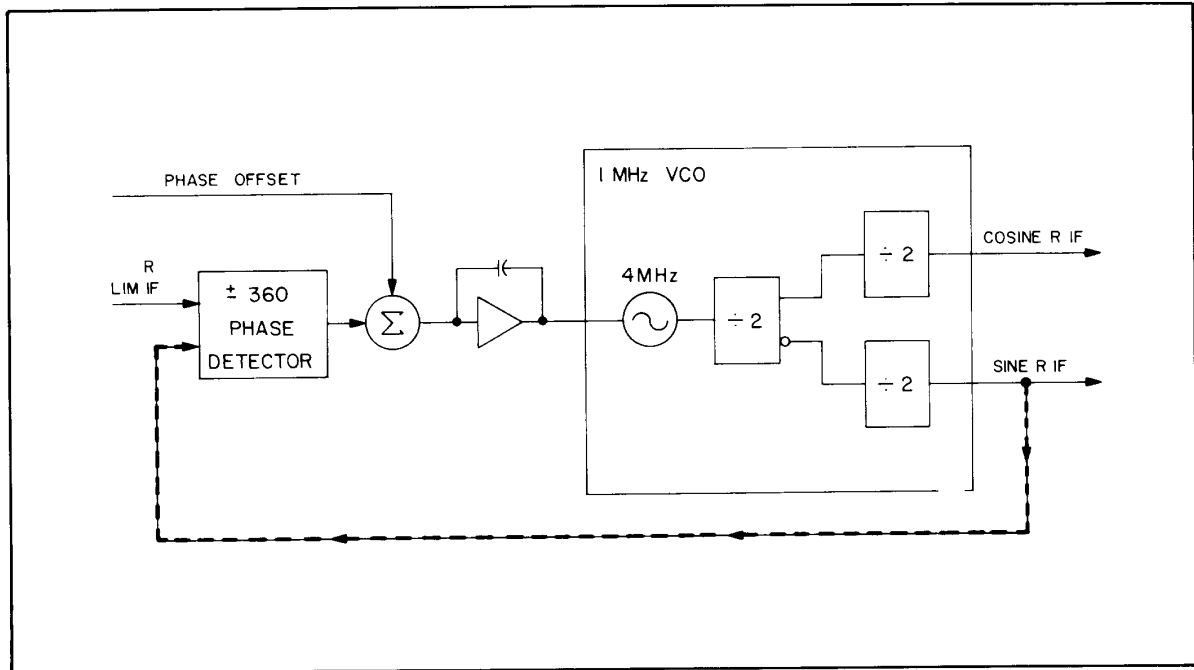 PHASE OFFSET
R
LIM IF
± 360
PHASE
DETECTOR
Σ
1 MHz VCO
4MHz
÷ 2
÷ 2
COSINE R IF
÷ 2
SINE R IF